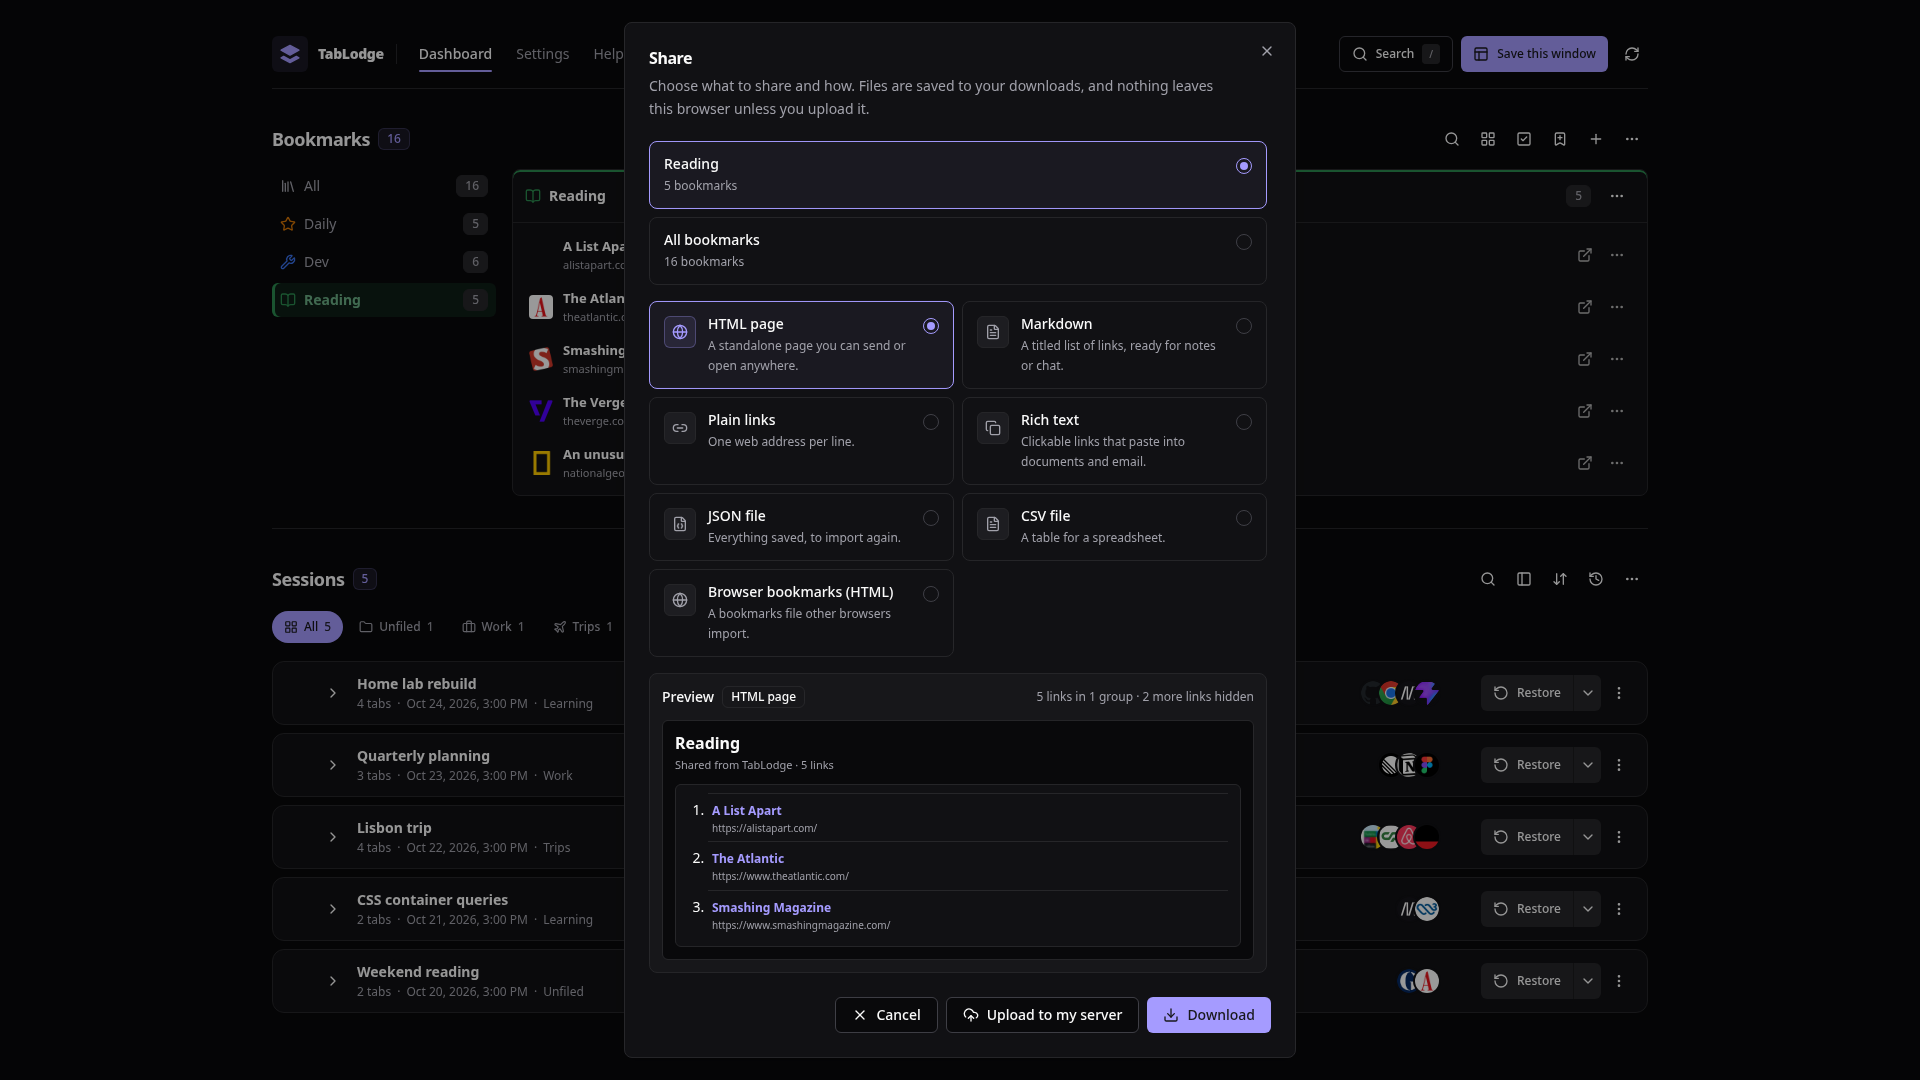 TabLodge
Dashboard
Settings
Help
Search /
Save this window
Bookmarks 16
All 16
Daily 5
Dev 6
Reading 5
Reading
5
A List Apa
alistapart.co
The Atlan
theatlantic.c
Smashing
smashingm
The Verge
theverge.co
An unusu
nationalgeo
Sessions 5
All 5
Unfiled 1
Work 1
Trips 1
Home lab rebuild
4 tabs · Oct 24, 2026, 3:00 PM · Learning
Restore
Quarterly planning
3 tabs · Oct 23, 2026, 3:00 PM · Work
Restore
Lisbon trip
4 tabs · Oct 22, 2026, 3:00 PM · Trips
Restore
CSS container queries
2 tabs · Oct 21, 2026, 3:00 PM · Learning
Restore
Weekend reading
2 tabs · Oct 20, 2026, 3:00 PM · Unfiled
Restore
Share
Choose what to share and how. Files are saved to your downloads, and nothing leaves
this browser unless you upload it.
Reading
5 bookmarks
All bookmarks
16 bookmarks
HTML page
A standalone page you can send or
open anywhere.
Markdown
A titled list of links, ready for notes
or chat.
Plain links
One web address per line.
Rich text
Clickable links that paste into
documents and email.
JSON file
Everything saved, to import again.
CSV file
A table for a spreadsheet.
Browser bookmarks (HTML)
A bookmarks file other browsers
import.
Preview HTML page 5 links in 1 group · 2 more links hidden
Reading
Shared from TabLodge · 5 links
1. A List Apart
https://alistapart.com/
2. The Atlantic
https://www.theatlantic.com/
3. Smashing Magazine
https://www.smashingmagazine.com/
Cancel
Upload to my server
Download